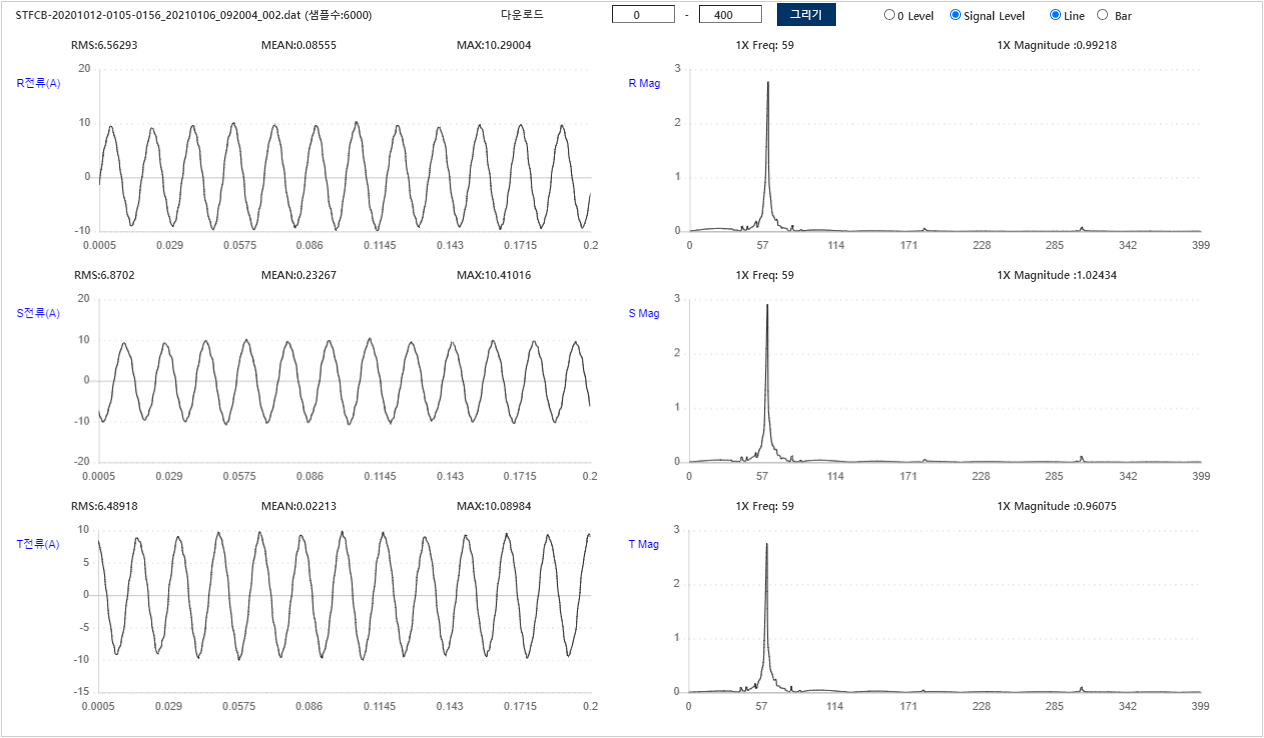 STFCB-20201012-0105-0156_20210106_092004_002.dat (샘플수:6000) 다운로드 0 - 400 그리기 0 Level Signal Level Line Bar
RMS:6.56293 MEAN:0.08555 MAX:10.29004 1X Freq: 59 1X Magnitude :0.99218
R전류(A)
20
10
0
-10
0.0005 0.029 0.0575 0.086 0.1145 0.143 0.1715 0.2
R Mag
3
2
1
0
0 57 114 171 228 285 342 399
RMS:6.8702 MEAN:0.23267 MAX:10.41016 1X Freq: 59 1X Magnitude :1.02434
S전류(A)
20
10
0
-10
-20
0.0005 0.029 0.0575 0.086 0.1145 0.143 0.1715 0.2
S Mag
3
2
1
0
0 57 114 171 228 285 342 399
RMS:6.48918 MEAN:0.02213 MAX:10.08984 1X Freq: 59 1X Magnitude :0.96075
T전류(A)
10
5
0
-5
-10
-15
0.0005 0.029 0.0575 0.086 0.1145 0.143 0.1715 0.2
T Mag
3
2
1
0
0 57 114 171 228 285 342 399